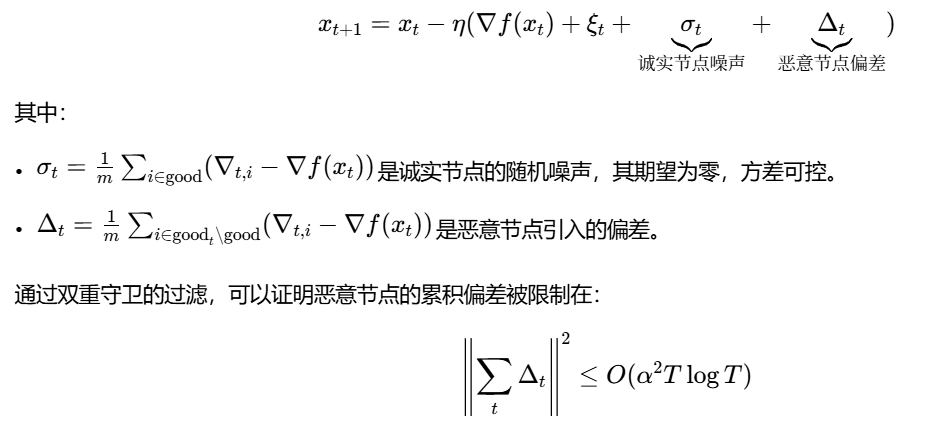 $x_{t+1} = x_t - \eta(\nabla f(x_t) + \xi_t + \underbrace{\sigma_t}_{\text{诚实节点噪声}} + \underbrace{\Delta_t}_{\text{恶意节点偏差}})$
其中：
• $\sigma_t = \frac{1}{m} \sum_{i \in \text{good}} (\nabla_{t,i} - \nabla f(x_t))$ 是诚实节点的随机噪声，其期望为零，方差可控。
• $\Delta_t = \frac{1}{m} \sum_{i \in \text{good}_t \backslash \text{good}} (\nabla_{t,i} - \nabla f(x_t))$ 是恶意节点引入的偏差。
通过双重守卫的过滤，可以证明恶意节点的累积偏差被限制在：
$\left\| \sum_t \Delta_t \right\|^2 \leq O(\alpha^2 T \log T)$